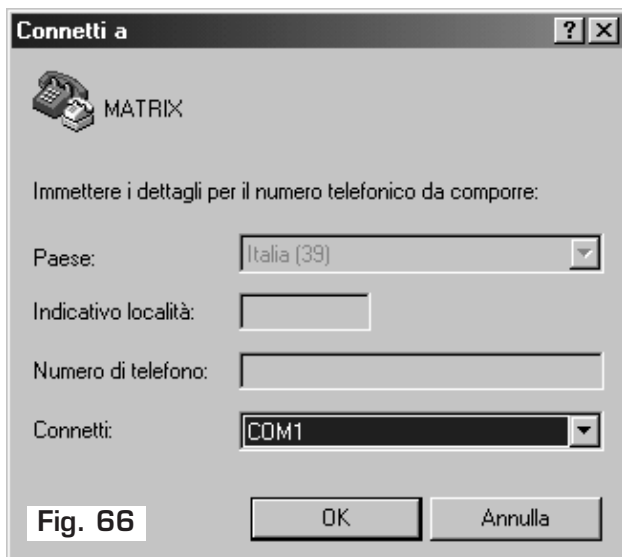 Connetti a
MATRIX
Immettere i dettagli per il numero telefonico da comporre:
Paese: Italia (39)
Indicativo località:
Numero di telefono:
Connetti: COM1
OK Annulla
Fig. 66